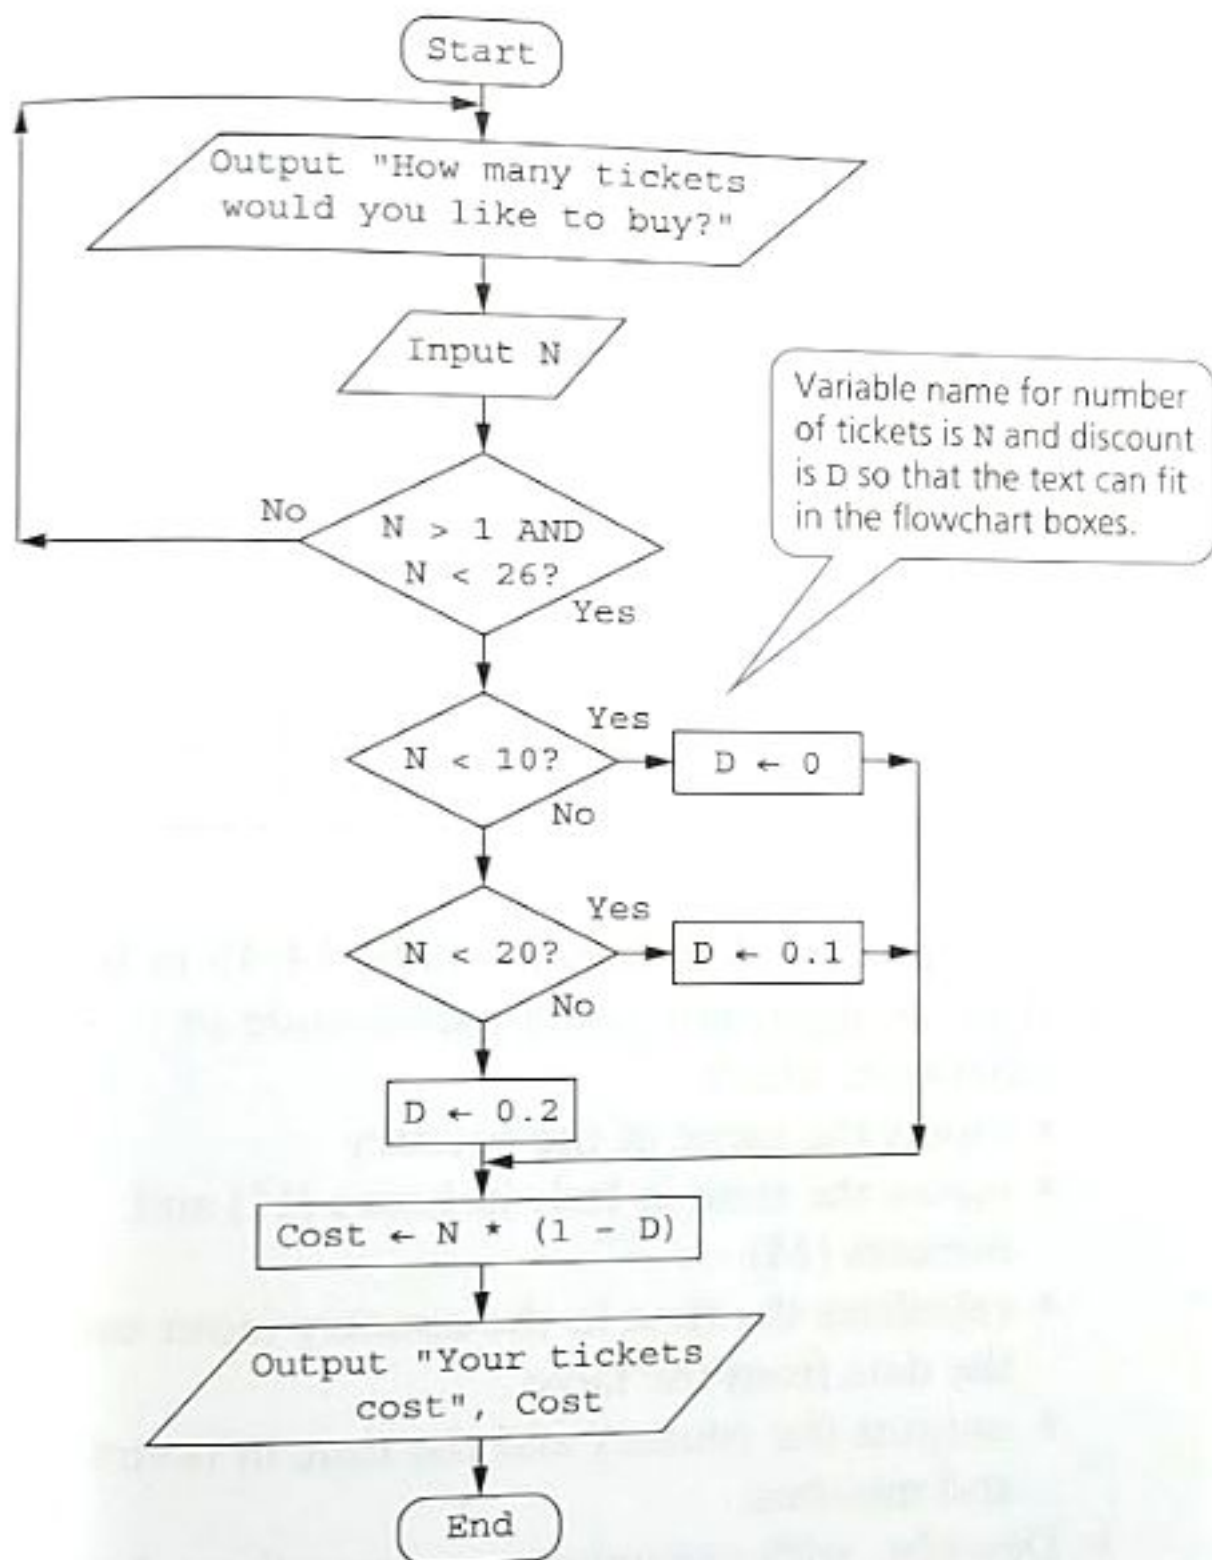 Start
Output "How many tickets
would you like to buy?"
Input N
Variable name for number
of tickets is N and discount
is D so that the text can fit
in the flowchart boxes.
No
N > 1 AND
N < 26?
Yes
Yes
N < 10?
D ← 0
No
Yes
N < 20?
D ← 0.1
No
D ← 0.2
Cost ← N * (1 - D)
Output "Your tickets
cost", Cost
End